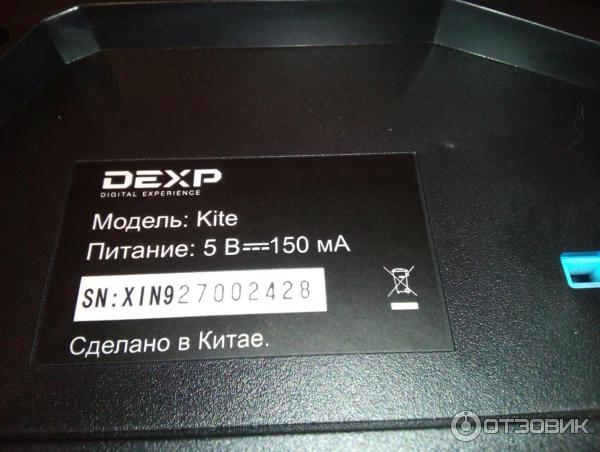 DEXP
DIGITAL EXPERIENCE
Модель: Kite
Питание: 5 В⎓150 мА
SN:XIN927002428
Сделано в Китае.
ОТЗОВИК